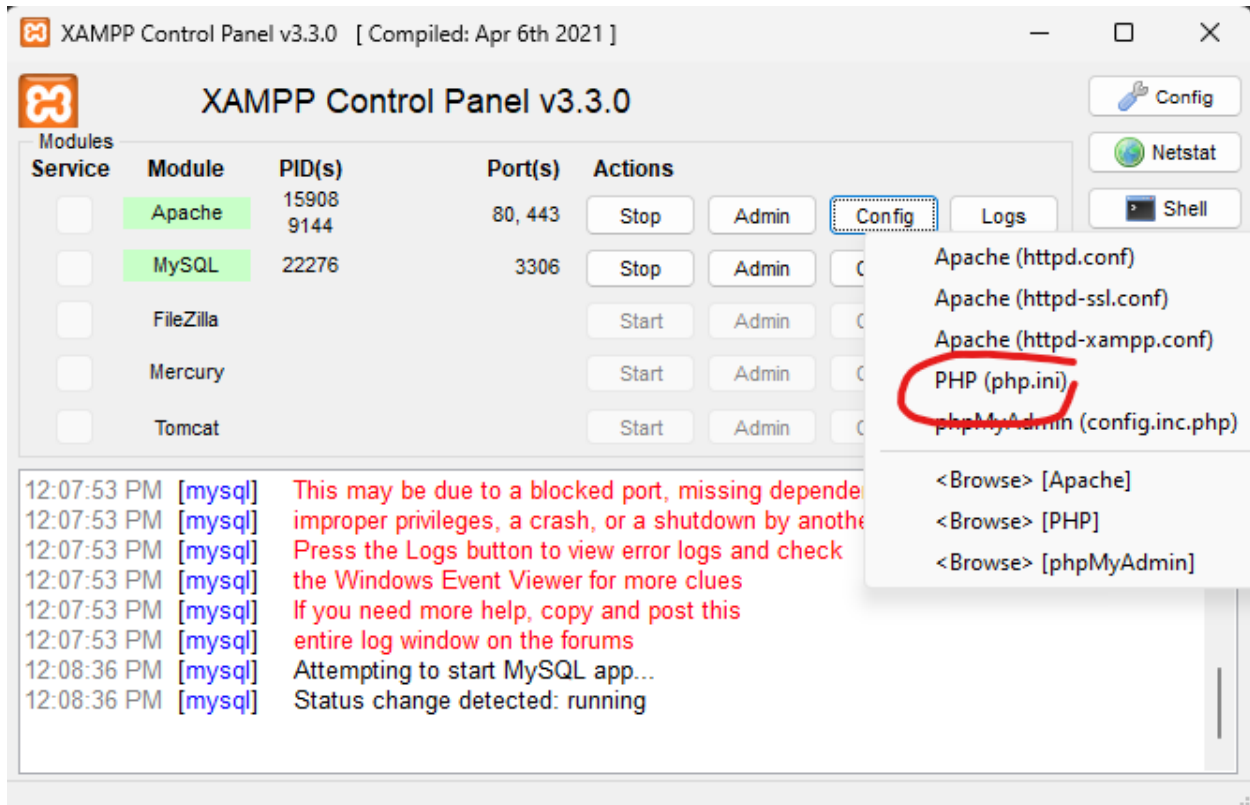 XAMPP Control Panel v3.3.0 [ Compiled: Apr 6th 2021 ]
XAMPP Control Panel v3.3.0
Config
Modules
Netstat
Service Module PID(s) Port(s) Actions
Shell
Apache 15908 9144 80, 443 Stop Admin Config Logs
MySQL 22276 3306 Stop Admin
FileZilla Start Admin
Mercury Start Admin
Tomcat Start Admin
Apache (httpd.conf)
Apache (httpd-ssl.conf)
Apache (httpd-xampp.conf)
PHP (php.ini)
phpMyAdmin (config.inc.php)
<Browse> [Apache]
<Browse> [PHP]
<Browse> [phpMyAdmin]
12:07:53 PM [mysql] This may be due to a blocked port, missing
12:07:53 PM [mysql] improper privileges, a crash, or a shutdown by
12:07:53 PM [mysql] Press the Logs button to view error logs and check
12:07:53 PM [mysql] the Windows Event Viewer for more clues
12:07:53 PM [mysql] If you need more help, copy and post this
12:07:53 PM [mysql] entire log window on the forums
12:08:36 PM [mysql] Attempting to start MySQL app...
12:08:36 PM [mysql] Status change detected: running